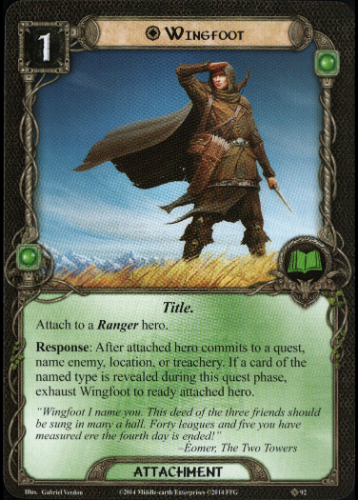 1
Wingfoot
Title.
Attach to a Ranger hero.
Response: After attached hero commits to a quest,
name enemy, location, or treachery. If a card of the
named type is revealed during this quest phase,
exhaust Wingfoot to ready attached hero.
"Wingfoot I name you. This deed of the three friends should
be sung in many a hall. Forty leagues and five you have
measured ere the fourth day is ended!"
–Éomer, The Two Towers
Illus. Gabriel Verdon
ATTACHMENT
©2014 Middle-earth Enterprises ©2014 FFG
92